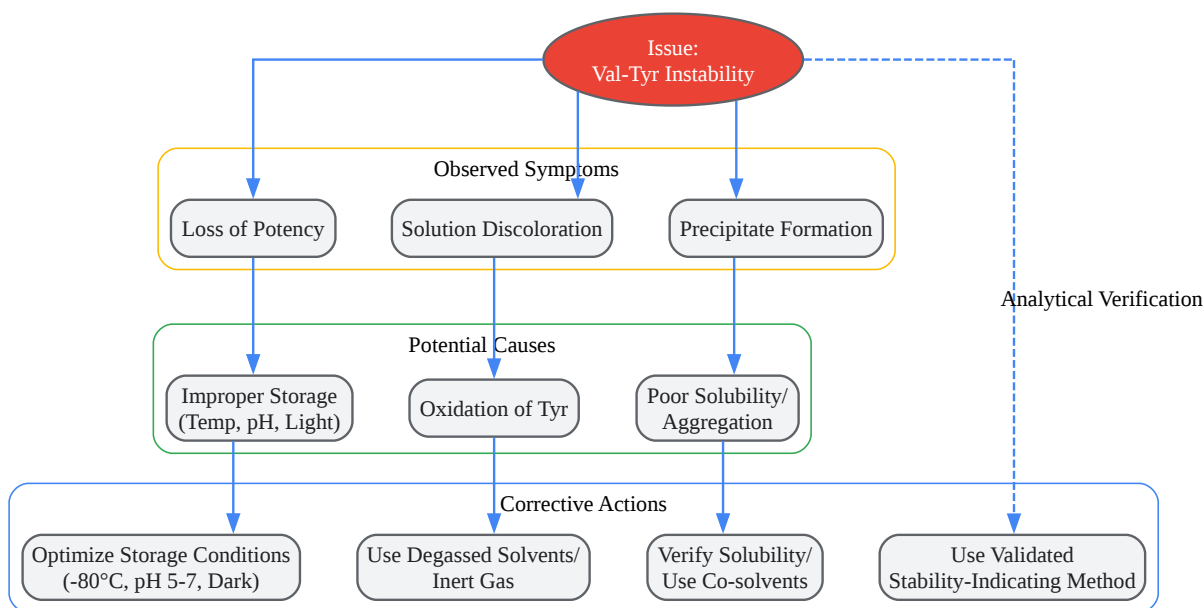 Issue:
Val-Tyr Instability
Observed Symptoms
Loss of Potency
Solution Discoloration
Precipitate Formation
Analytical Verification
Potential Causes
Improper Storage
(Temp, pH, Light)
Oxidation of Tyr
Poor Solubility/
Aggregation
Corrective Actions
Optimize Storage Conditions
(-80°C, pH 5-7, Dark)
Use Degassed Solvents/
Inert Gas
Verify Solubility/
Use Co-solvents
Use Validated
Stability-Indicating Method